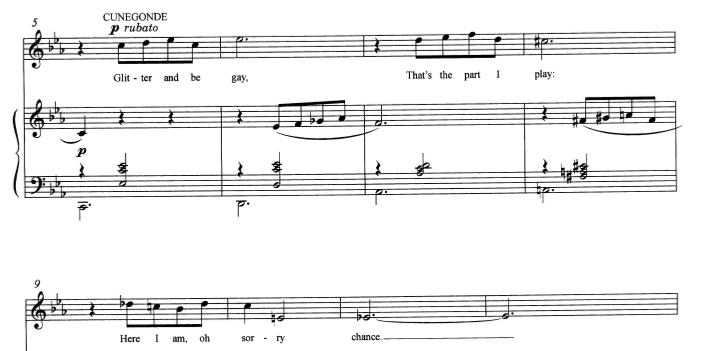 5
CUNEGONDE
p rubato
Glit - ter and be gay, That's the part I play:
p
9
Here I am, oh sor - ry chance.